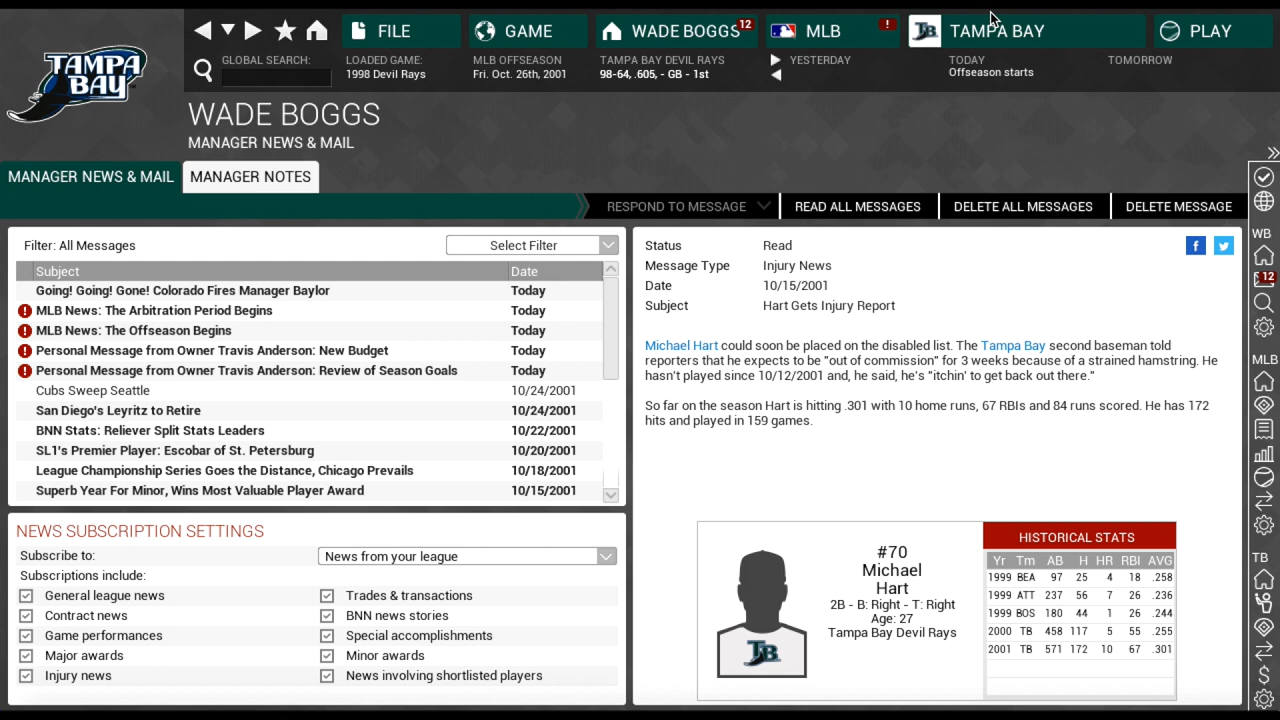 TAMPA BAY
FILE
GAME
WADE BOGGS 12
MLB !
TAMPA BAY
PLAY
GLOBAL SEARCH:
LOADED GAME:
1998 Devil Rays
MLB OFFSEASON
Fri. Oct. 26th, 2001
TAMPA BAY DEVIL RAYS
98-64, .605, - GB - 1st
YESTERDAY
TODAY
Offseason starts
TOMORROW
WADE BOGGS
MANAGER NEWS & MAIL
MANAGER NEWS & MAIL
MANAGER NOTES
RESPOND TO MESSAGE
READ ALL MESSAGES
DELETE ALL MESSAGES
DELETE MESSAGE
Filter: All Messages
Select Filter
Subject Date
Going! Going! Gone! Colorado Fires Manager Baylor Today
! MLB News: The Arbitration Period Begins Today
! MLB News: The Offseason Begins Today
! Personal Message from Owner Travis Anderson: New Budget Today
! Personal Message from Owner Travis Anderson: Review of Season Goals Today
Cubs Sweep Seattle 10/24/2001
San Diego's Leyritz to Retire 10/24/2001
BNN Stats: Reliever Split Stats Leaders 10/22/2001
SL1's Premier Player: Escobar of St. Petersburg 10/20/2001
League Championship Series Goes the Distance, Chicago Prevails 10/18/2001
Superb Year For Minor, Wins Most Valuable Player Award 10/15/2001
NEWS SUBSCRIPTION SETTINGS
Subscribe to: News from your league
Subscriptions include:
General league news Trades & transactions
Contract news BNN news stories
Game performances Special accomplishments
Major awards Minor awards
Injury news News involving shortlisted players
Status Read
Message Type Injury News
Date 10/15/2001
Subject Hart Gets Injury Report
Michael Hart could soon be placed on the disabled list. The Tampa Bay second baseman told
reporters that he expects to be "out of commission" for 3 weeks because of a strained hamstring. He
hasn't played since 10/12/2001 and, he said, he's "itchin' to get back out there."
So far on the season Hart is hitting .301 with 10 home runs, 67 RBIs and 84 runs scored. He has 172
hits and played in 159 games.
TB
#70
Michael
Hart
2B - B: Right - T: Right
Age: 27
Tampa Bay Devil Rays
HISTORICAL STATS
Yr Tm AB H HR RBI AVG
1999 BEA 97 25 4 18 .258
1999 ATT 237 56 7 26 .236
1999 BOS 180 44 1 26 .244
2000 TB 458 117 5 55 .255
2001 TB 571 172 10 67 .301
WB
12
MLB
TB
$